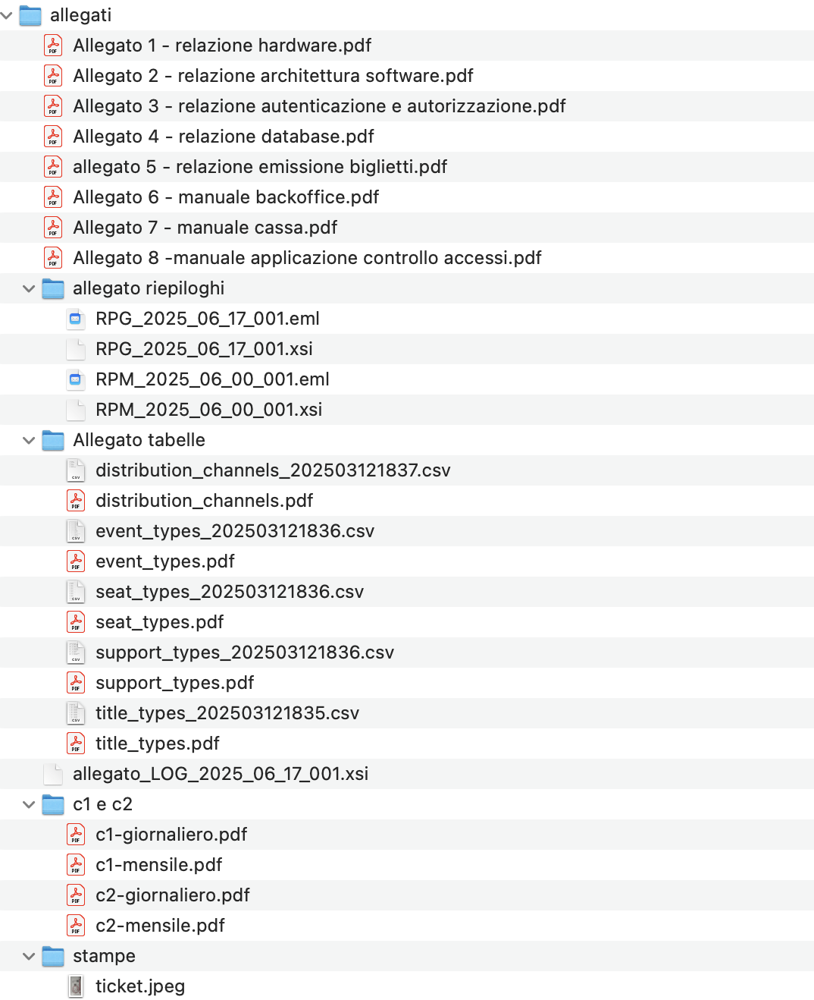 allegati
Allegato 1 - relazione hardware.pdf
Allegato 2 - relazione architettura software.pdf
Allegato 3 - relazione autenticazione e autorizzazione.pdf
Allegato 4 - relazione database.pdf
allegato 5 - relazione emissione biglietti.pdf
Allegato 6 - manuale backoffice.pdf
Allegato 7 - manuale cassa.pdf
Allegato 8 -manuale applicazione controllo accessi.pdf
allegato riepiloghi
RPG_2025_06_17_001.eml
RPG_2025_06_17_001.xsi
RPM_2025_06_00_001.eml
RPM_2025_06_00_001.xsi
Allegato tabelle
distribution_channels_202503121837.csv
distribution_channels.pdf
event_types_202503121836.csv
event_types.pdf
seat_types_202503121836.csv
seat_types.pdf
support_types_202503121836.csv
support_types.pdf
title_types_202503121835.csv
title_types.pdf
allegato_LOG_2025_06_17_001.xsi
c1 e c2
c1-giornaliero.pdf
c1-mensile.pdf
c2-giornaliero.pdf
c2-mensile.pdf
stampe
ticket.jpeg